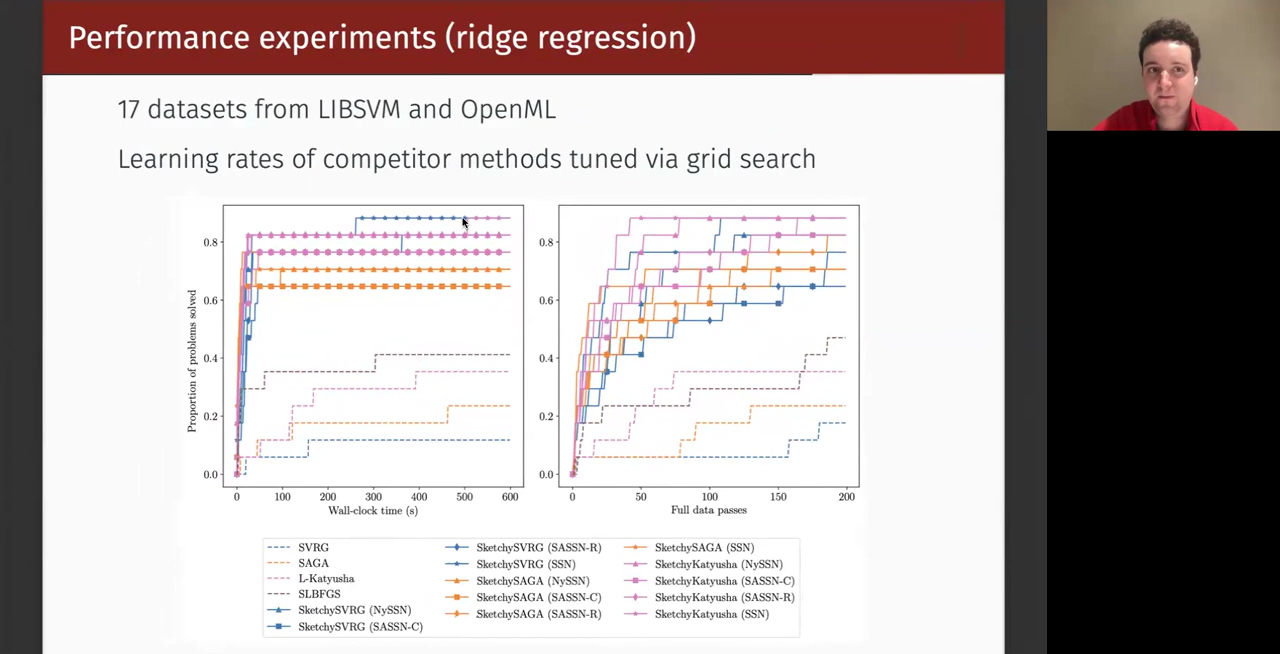 Performance experiments (ridge regression)
17 datasets from LIBSVM and OpenML
Learning rates of competitor methods tuned via grid search
Proportion of problems solved
0.8
0.6
0.4
0.2
0.0
0 100 200 300 400 500 600
Wall-clock time (s)
0.8
0.6
0.4
0.2
0.0
0 50 100 150 200
Full data passes
SVRG
SAGA
L-Katyusha
SLBFGS
SketchySVRG (NySSN)
SketchySVRG (SASSN-C)
SketchySVRG (SASSN-R)
SketchySVRG (SSN)
SketchySAGA (NySSN)
SketchySAGA (SASSN-C)
SketchySAGA (SASSN-R)
SketchySAGA (SSN)
SketchyKatyusha (NySSN)
SketchyKatyusha (SASSN-C)
SketchyKatyusha (SASSN-R)
SketchyKatyusha (SSN)